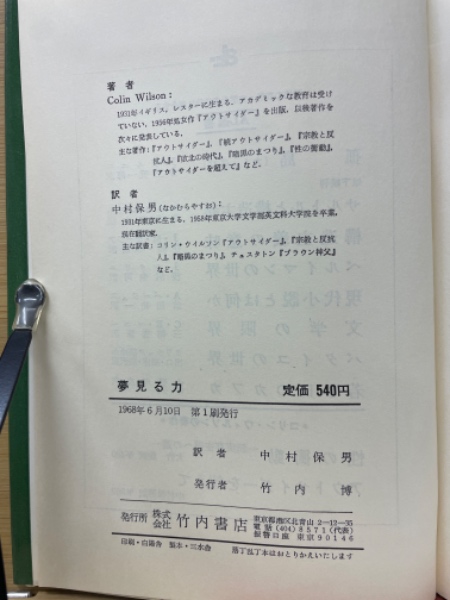 著者
Colin Wilson:
1931年イギリス，レスターに生まる．アカデミックな教育は受け
ていない．1956年処女作『アウトサイダー』を出版．以後著作を
次々に発表している．
主な著作：『アウトサイダー』，『続アウトサイダー』，『宗教と反
抗人』，『敗北の時代』，『暗黒のまつり』，『性の衝動』，
『アウトサイダーを超えて』など．
訳者
中村保男(なかむらやすお)：
1931年東京に生まる，1953年東京大学文学部英文科大学院を卒業．
現在翻訳家．
主な訳書：コリン・ウィルソン『アウトサイダー』，『宗教と反抗
人』，『暗黒のまつり』，チェスタトン『ブラウン神父』
など．
夢見る力 定価 540円
1968年6月10日 第1刷発行
訳者 中村保男
発行者 竹内博
発行所 株式会社 竹内書店 東京都港区北青山 2-12-35
電話(404)8571(代表)
振替口座 東京 90146
印刷・白陽舎 製本・三水舎 落丁乱丁本はおとりかえいたします